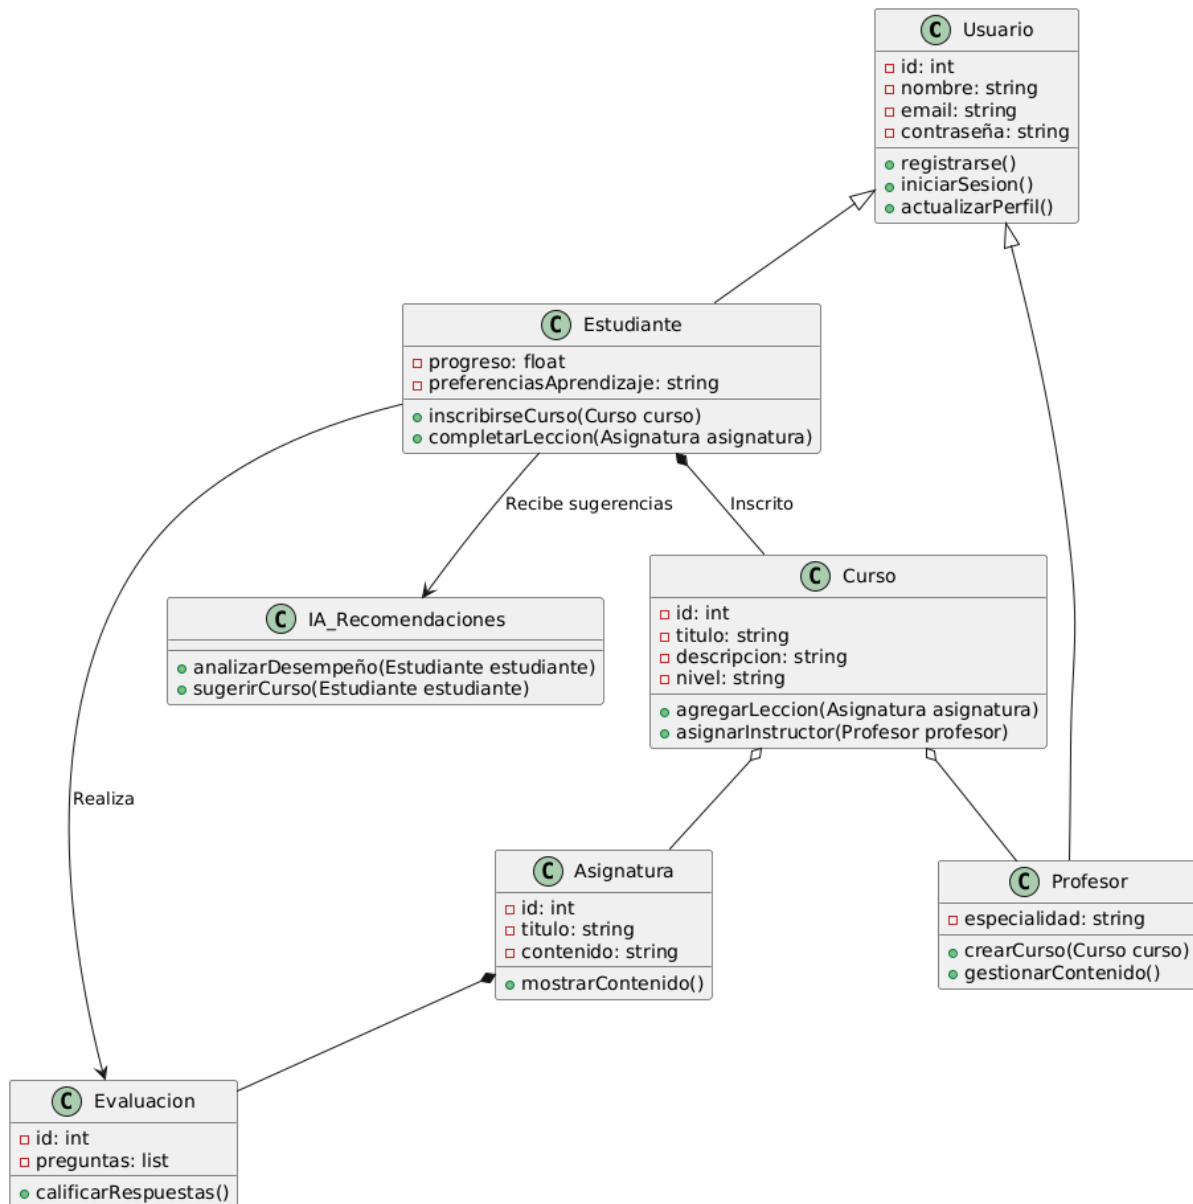 C Usuario
id: int
nombre: string
email: string
contraseña: string
registrarse()
iniciarSesion()
actualizarPerfil()
C Estudiante
progreso: float
preferenciasAprendizaje: string
inscribirseCurso(Curso curso)
completarLeccion(Asignatura asignatura)
Recibe sugerencias
Inscrito
C IA_Recomendaciones
analizarDesempeño(Estudiante estudiante)
sugerirCurso(Estudiante estudiante)
C Curso
id: int
titulo: string
descripcion: string
nivel: string
agregarLeccion(Asignatura asignatura)
asignarInstructor(Profesor profesor)
Realiza
C Asignatura
id: int
titulo: string
contenido: string
mostrarContenido()
C Profesor
especialidad: string
crearCurso(Curso curso)
gestionarContenido()
C Evaluacion
id: int
preguntas: list
calificarRespuestas()